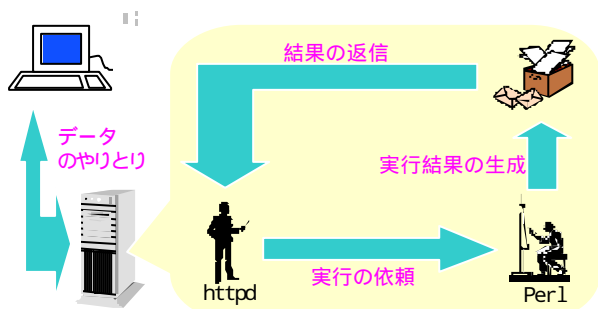 結果の返信
データ
のやりとり
実行結果の生成
httpd
実行の依頼
Perl